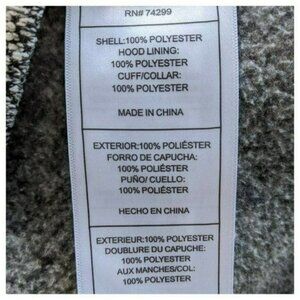 RN# 74299
SHELL:100% POLYESTER
HOOD LINING:
100% POLYESTER
CUFF/COLLAR:
100% POLYESTER
MADE IN CHINA
EXTERIOR:100% POLIÉSTER
FORRO DE CAPUCHA:
100% POLIÉSTER
PUÑO/ CUELLO:
100% POLIÉSTER
HECHO EN CHINA
EXTERIEUR:100% POLYESTER
DOUBLURE DU CAPUCHE:
100% POLYESTER
AUX MANCHES/COL:
100% POLYESTER